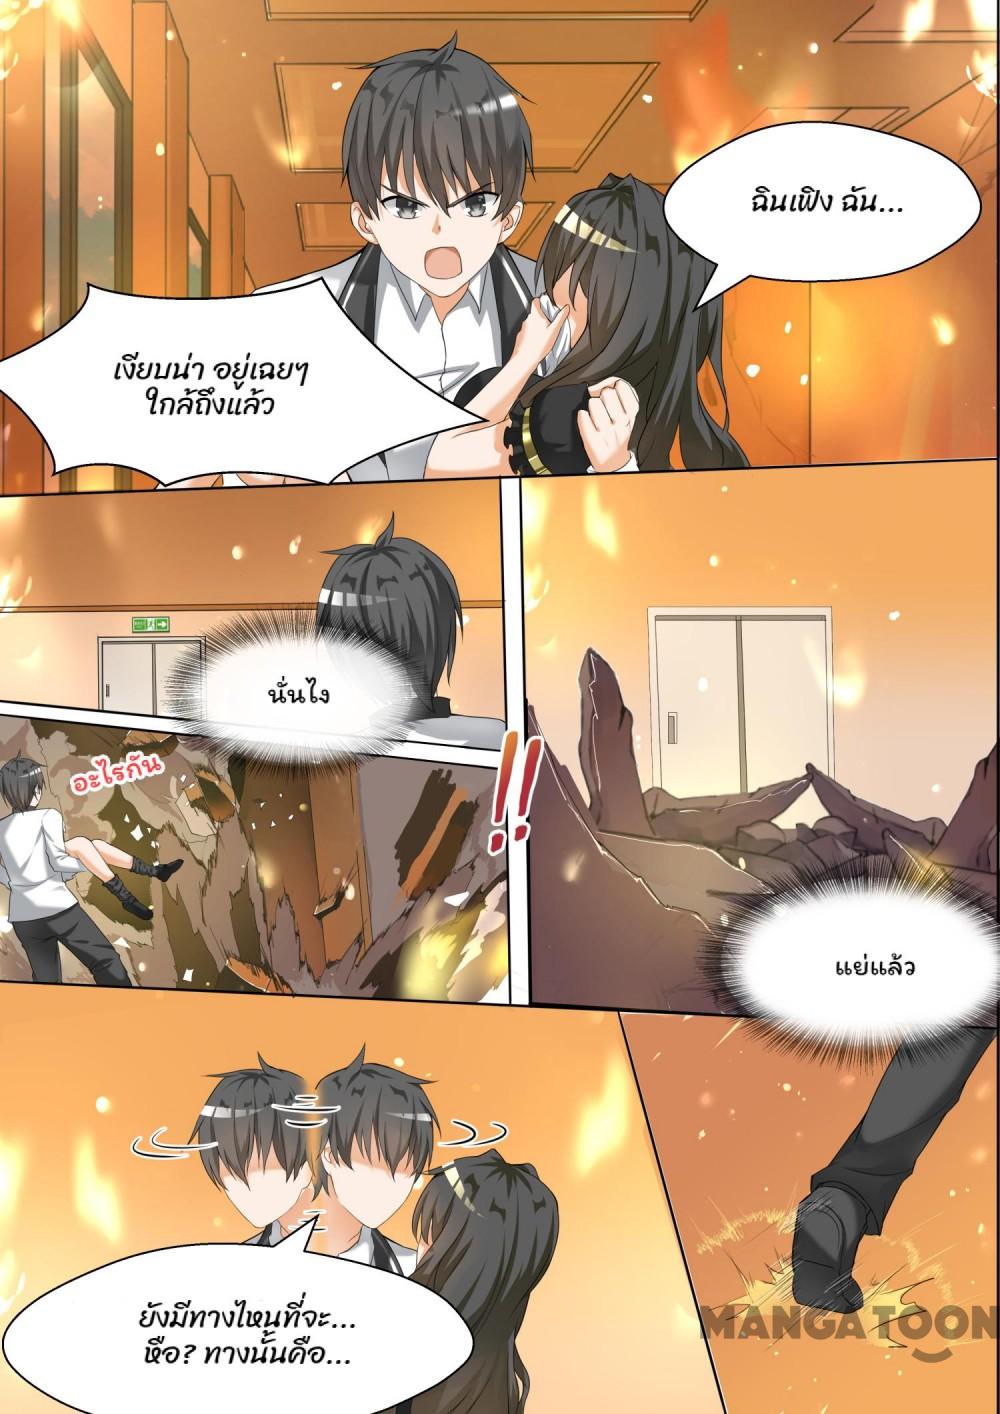 ฉินเฟิง ฉัน...
เงียบน่า อยู่เฉยๆ
ใกล้ถึงแล้ว
นั่นไง
อะไรกัน
!!
แย่แล้ว
ยังมีทางไหนที่จะ...
หือ? ทางนั้นคือ...
MANGATOON